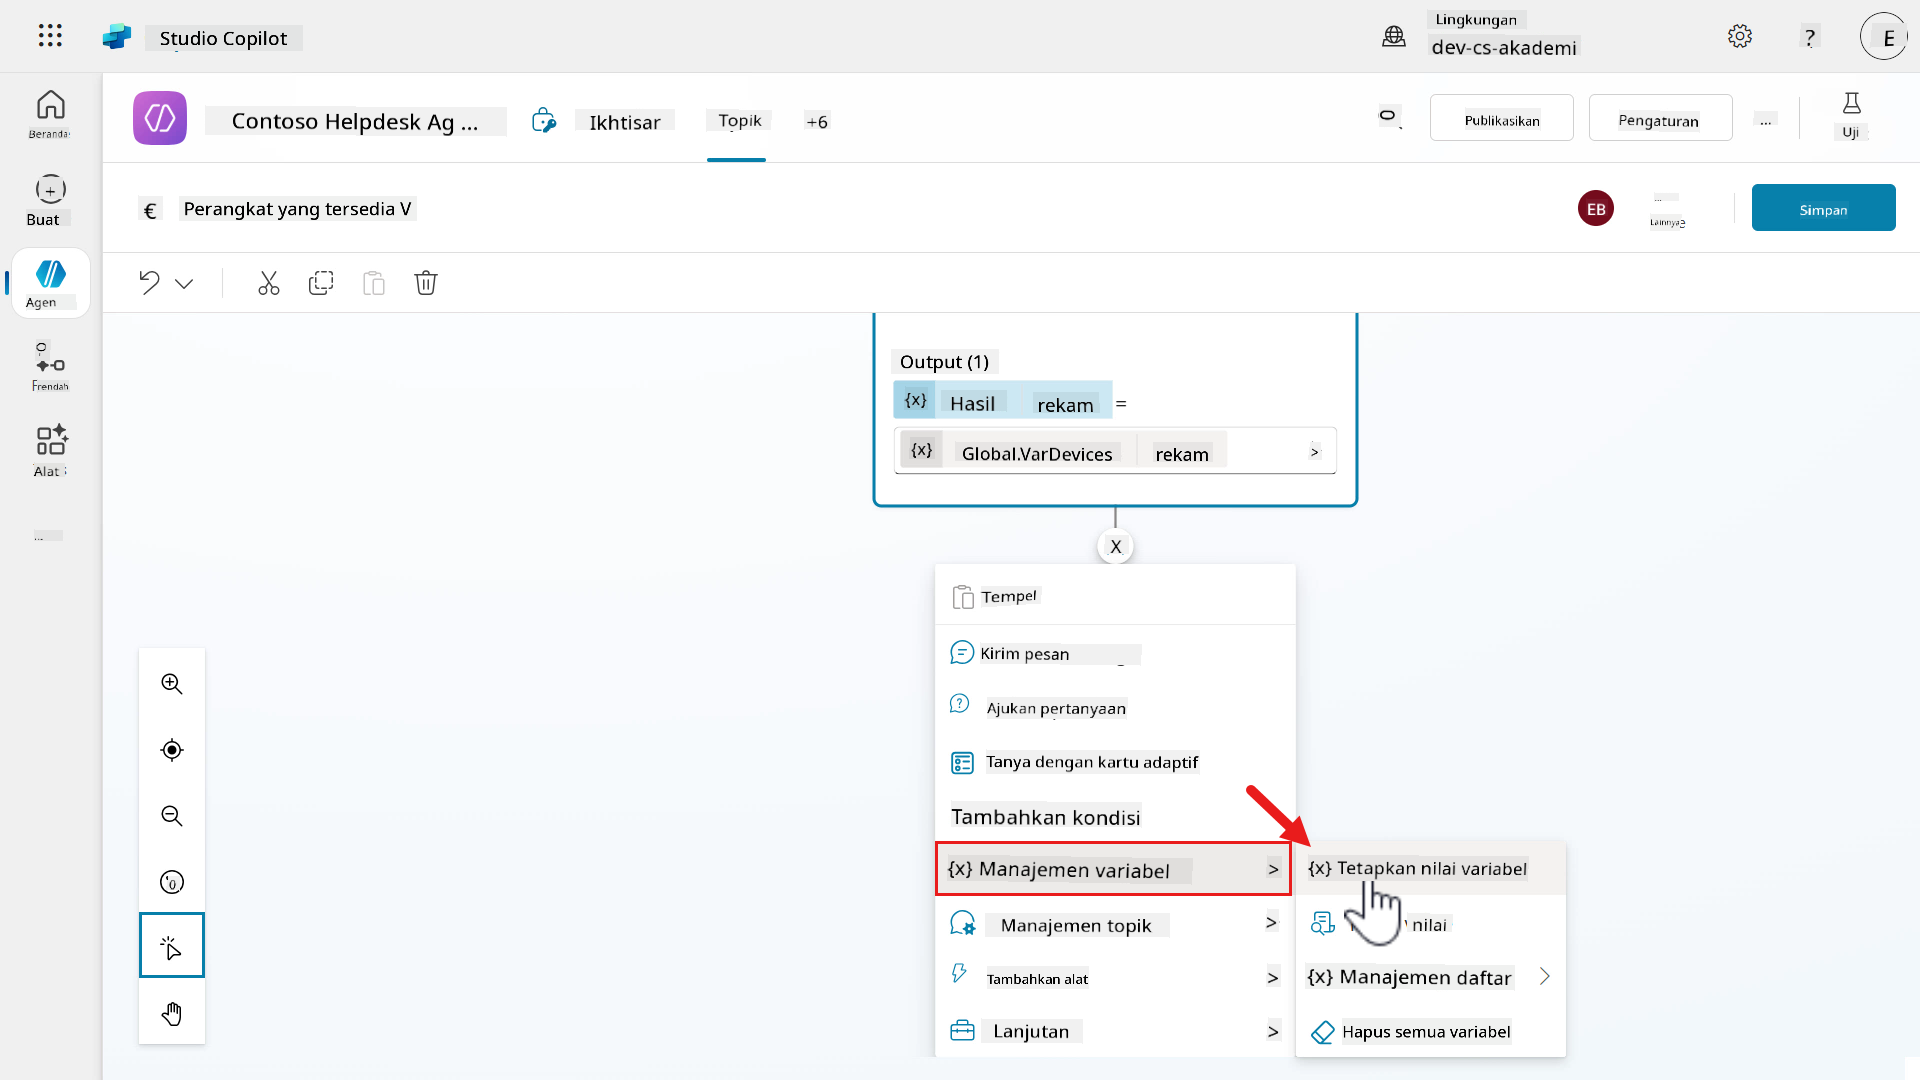 Studio Copilot
Lingkungan
dev-cs-akademi
?
E
Beranda
Contoso Helpdesk Ag ...
Ikhtisar
Topik
+6
Publikasikan
Pengaturan
...
Uji
Buat
Perangkat yang tersedia V
EB
Lainnya
Simpan
Agen
Alat
Output (1)
{x} Hasil rekam =
{x} Global.VarDevices rekam >
X
Tempel
Kirim pesan
Ajukan pertanyaan
Tanya dengan kartu adaptif
Tambahkan kondisi
{x} Manajemen variabel >
{x} Tetapkan nilai variabel
Manajemen topik >
nilai
Tambahkan alat >
{x} Manajemen daftar >
Lanjutan >
Hapus semua variabel